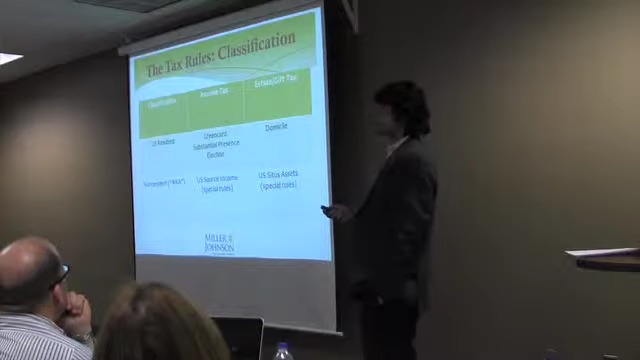 The Tax Rules: Classification
Classification
Income Tax
Estate/Gift Tax
US Resident
Greencard
Substantial Presence
Election
Domicile
Nonresident ("NRA")
US Source Income
(special rules)
US Situs Assets
(special rules)
MILLER
JOHNSON